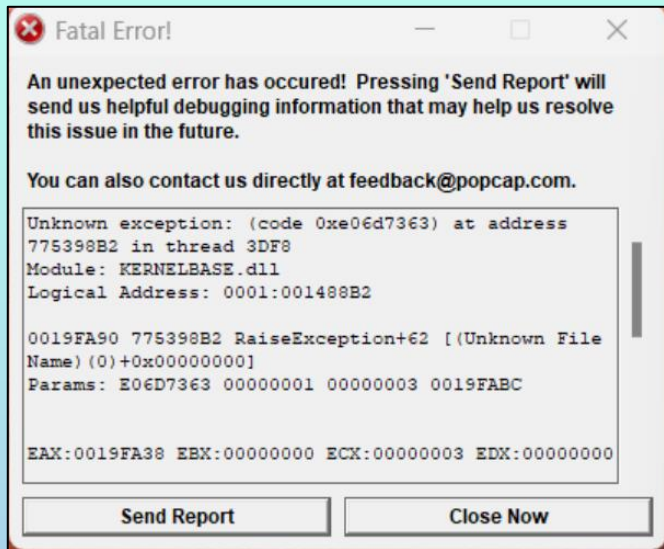 Fatal Error!
An unexpected error has occured!  Pressing 'Send Report' will
send us helpful debugging information that may help us resolve
this issue in the future.
You can also contact us directly at feedback@popcap.com.
Unknown exception: (code 0xe06d7363) at address
775398B2 in thread 3DF8
Module: KERNELBASE.dll
Logical Address: 0001:001488B2
0019FA90 775398B2 RaiseException+62 [(Unknown File
Name)(0)+0x00000000]
Params: E06D7363 00000001 00000003 0019FABC
EAX:0019FA38 EBX:00000000 ECX:00000003 EDX:00000000
Send Report
Close Now